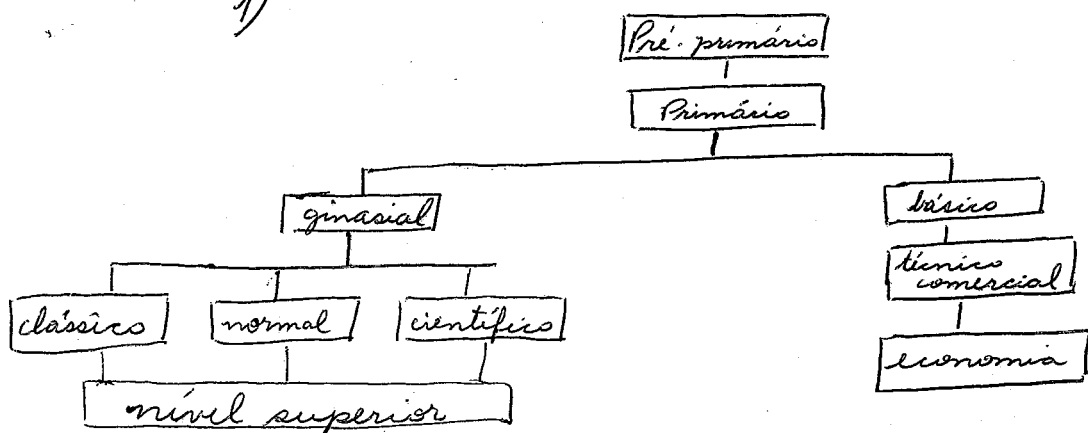 1)
Pré-primário
Primário
ginasial
básico
técnico
comercial
clássico
normal
científico
economia
nível superior